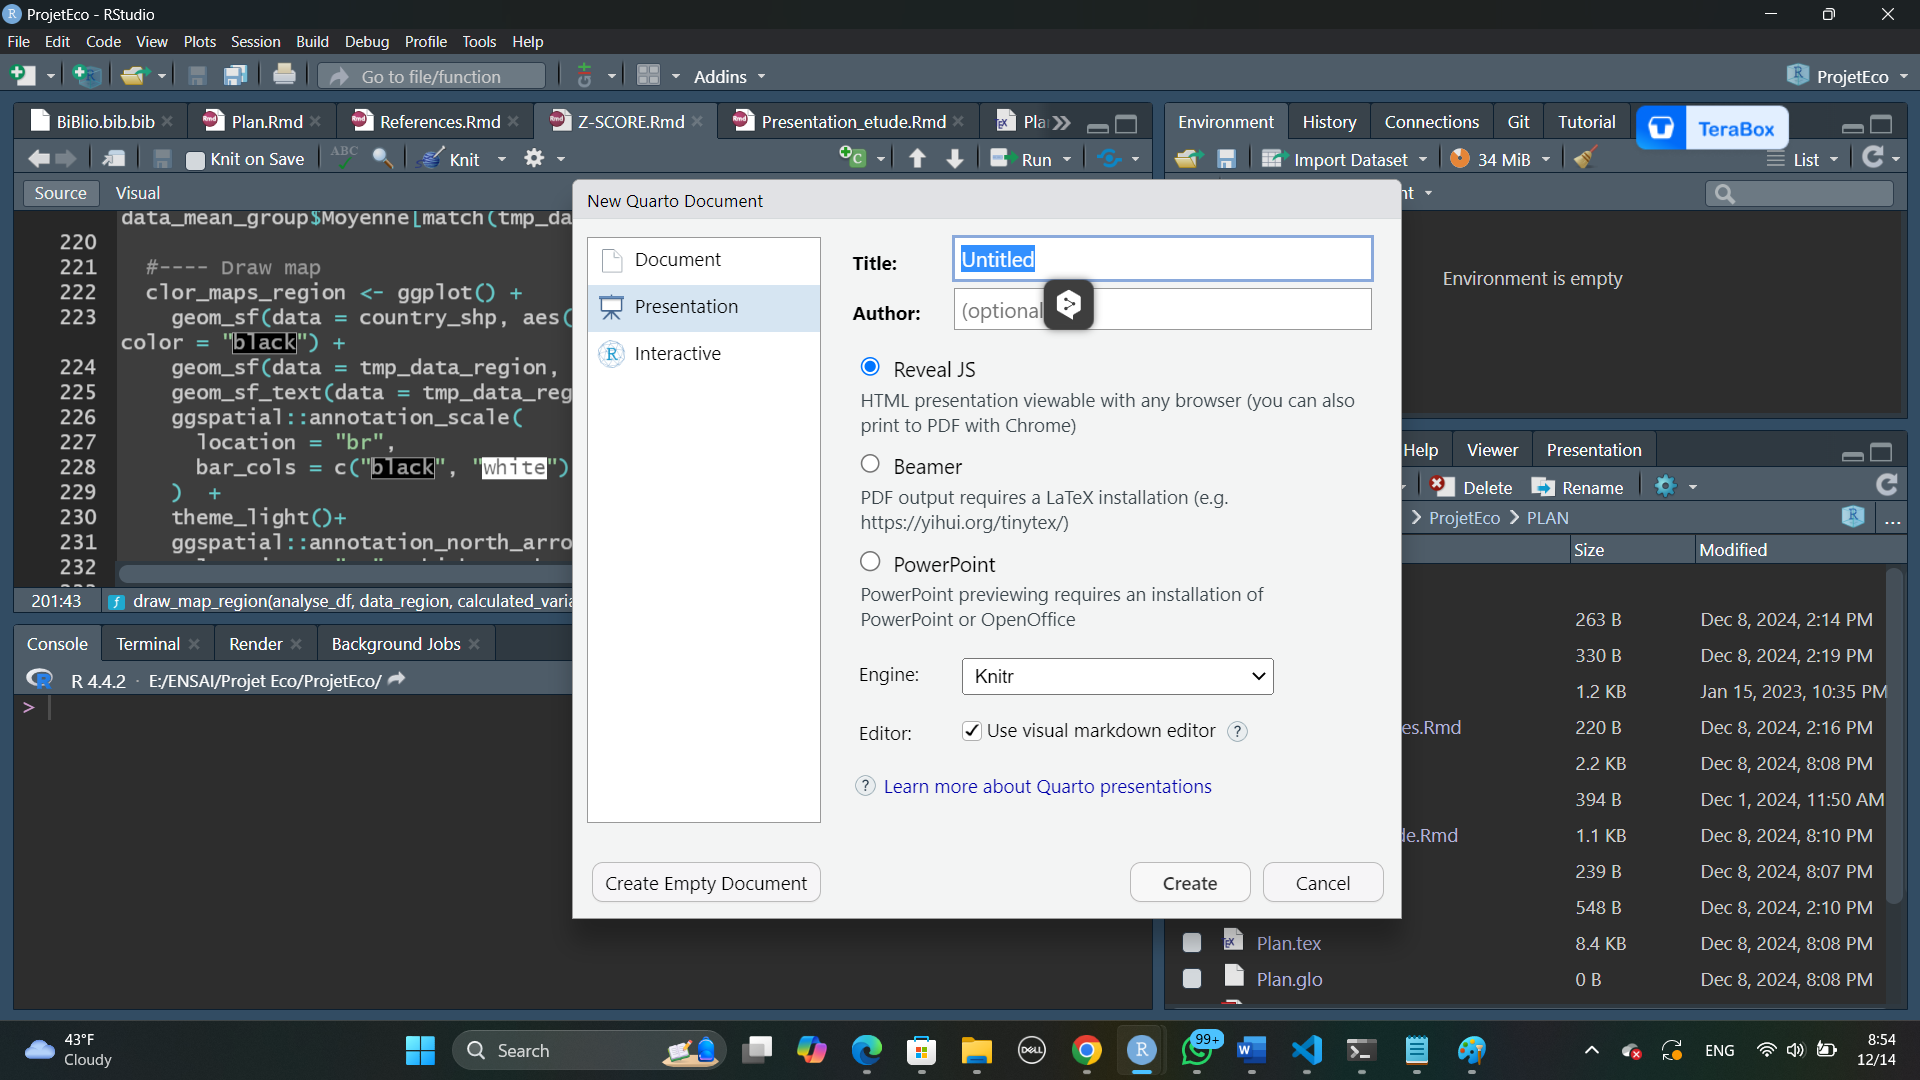 ProjetEco - RStudio
File Edit Code View Plots Session Build Debug Profile Tools Help
Go to file/function Addins ProjetEco
BiBlio.bib.bib Plan.Rmd References.Rmd Z-SCORE.Rmd Presentation_etude.Rmd Pla
Environment History Connections Git Tutorial TeraBox
Knit on Save ABC Knit Run
Import Dataset 34 MiB List
Source Visual
nt
data_mean_group$Moyenne[match(tmp_da
220
221 #---- Draw map
222 clor_maps_region <- ggplot() +
223 geom_sf(data = country_shp, aes(
color = "black") +
224 geom_sf(data = tmp_data_region,
225 geom_sf_text(data = tmp_data_reg
226 ggspatial::annotation_scale(
227 location = "br",
228 bar_cols = c("black", "white")
229 ) +
230 theme_light()+
231 ggspatial::annotation_north_arro
232
201:43 draw_map_region(analyse_df, data_region, calculated_varia
Console Terminal Render Background Jobs
R 4.4.2 · E:/ENSAI/Projet Eco/ProjetEco/
>
New Quarto Document
Document
Presentation
Interactive
Title: Untitled
Author: (optional
Reveal JS
HTML presentation viewable with any browser (you can also
print to PDF with Chrome)
Beamer
PDF output requires a LaTeX installation (e.g.
https://yihui.org/tinytex/)
PowerPoint
PowerPoint previewing requires an installation of
PowerPoint or OpenOffice
Engine: Knitr
Editor: Use visual markdown editor ?
? Learn more about Quarto presentations
Create Empty Document Create Cancel
Environment is empty
Help Viewer Presentation
Delete Rename
ProjetEco PLAN ...
Size Modified
263 B Dec 8, 2024, 2:14 PM
330 B Dec 8, 2024, 2:19 PM
1.2 KB Jan 15, 2023, 10:35 PM
es.Rmd 220 B Dec 8, 2024, 2:16 PM
2.2 KB Dec 8, 2024, 8:08 PM
394 B Dec 1, 2024, 11:50 AM
de.Rmd 1.1 KB Dec 8, 2024, 8:10 PM
239 B Dec 8, 2024, 8:07 PM
548 B Dec 8, 2024, 2:10 PM
Plan.tex 8.4 KB Dec 8, 2024, 8:08 PM
Plan.glo 0 B Dec 8, 2024, 8:08 PM
43°F
Cloudy
Search
DELL
99+
ENG
8:54
12/14